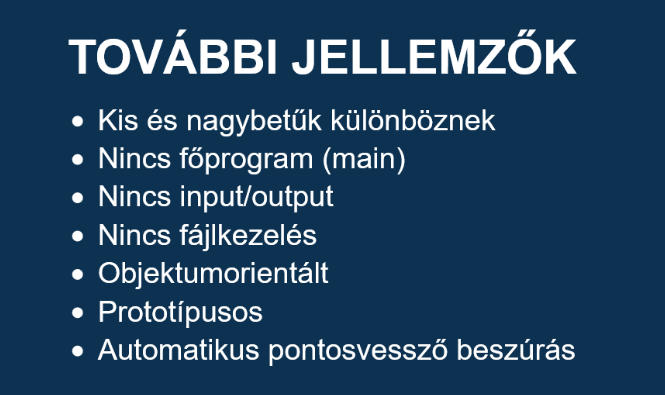 TOVÁBBI JELLEMZŐK
• Kis és nagybetűk különböznek
• Nincs főprogram (main)
• Nincs input/output
• Nincs fájlkezelés
• Objektumorientált
• Prototípusos
• Automatikus pontosvessző beszúrás